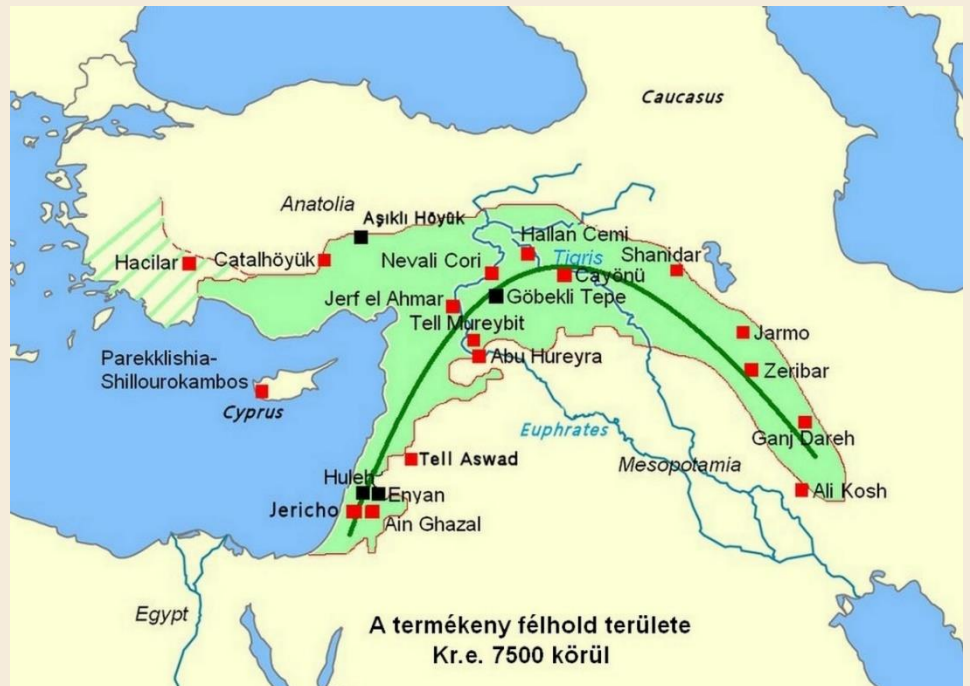 Caucasus
Anatolia
Aşıklı Höyük
Hallan Cemi
Hacilar
Catalhöyük
Nevali Cori
Tigris
Shanidar
Cayönü
Jerf el Ahmar
Göbekli Tepe
Tell Mureybit
Jarmo
Parekklishia-
Shillourokambos
Abu Hureyra
Zeribar
Cyprus
Euphrates
Ganj Dareh
Tell Aswad
Mesopotamia
Huleh
Enyan
Ali Kosh
Jericho
Ain Ghazal
Egypt
A termékeny félhold területe
Kr.e. 7500 körül